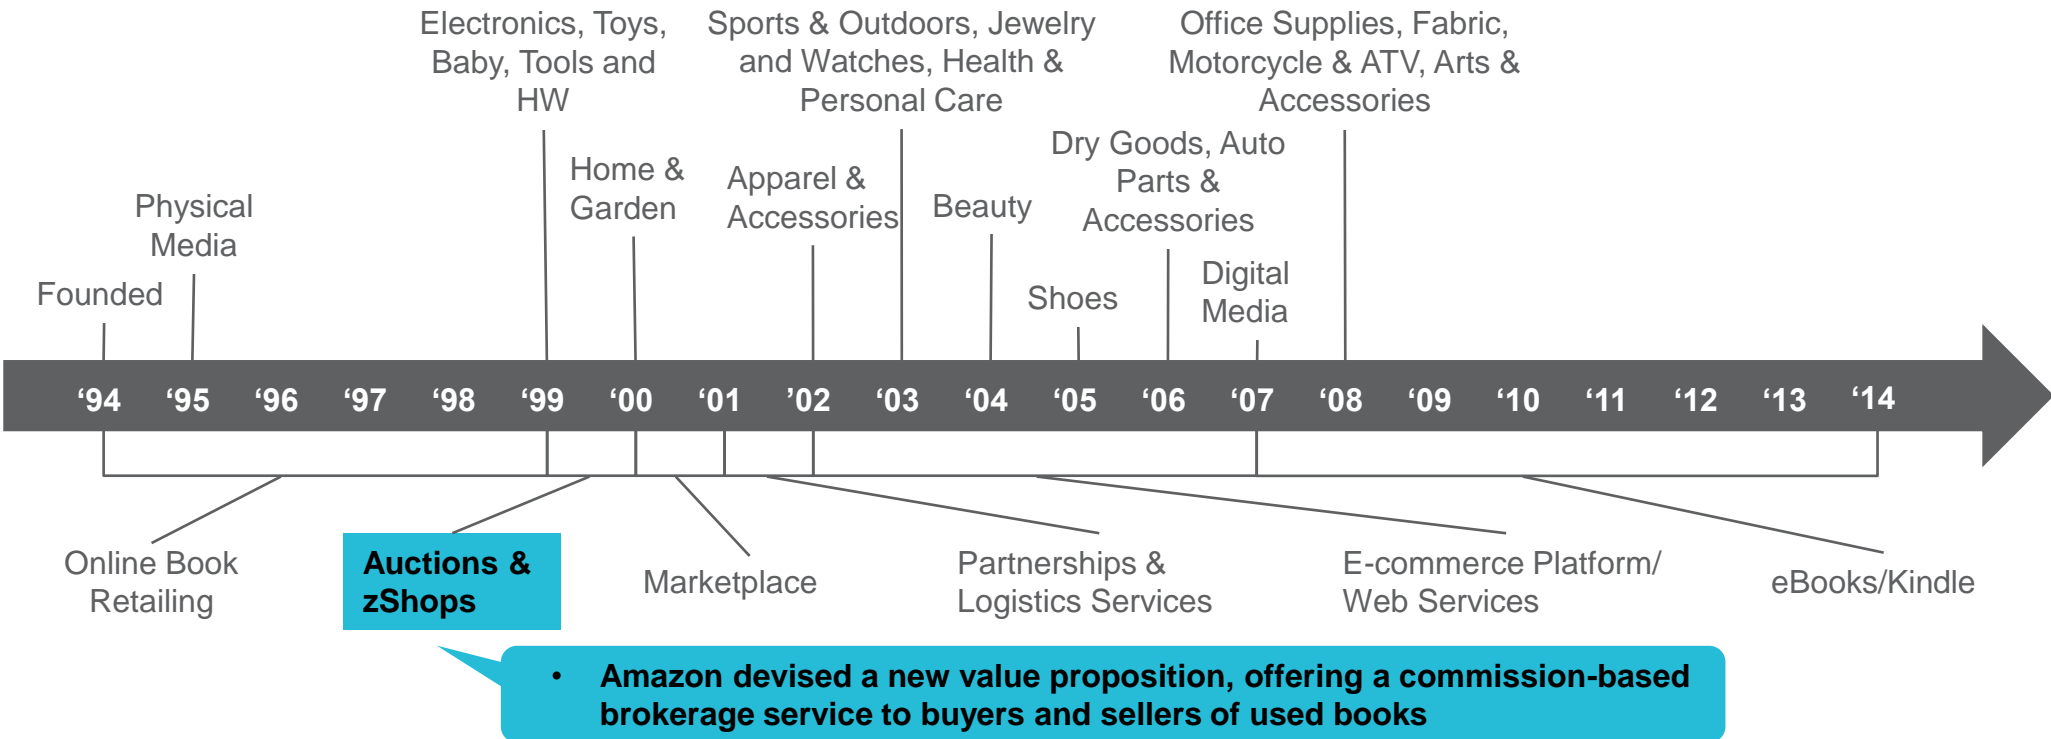 Electronics, Toys,
Baby, Tools and
HW
Sports & Outdoors, Jewelry
and Watches, Health &
Personal Care
Office Supplies, Fabric,
Motorcycle & ATV, Arts &
Accessories
Founded
Physical
Media
Home &
Garden
Apparel &
Accessories
Beauty
Shoes
Dry Goods, Auto
Parts &
Accessories
Digital
Media
‘94 ‘95 ‘96 ‘97 ‘98 ‘99 ‘00 ‘01 ’02 ‘03 ‘04 ‘05 ‘06 ‘07 ‘08 ‘09 ‘10 ‘11 ‘12 ‘13 ‘14
Online Book
Retailing
Auctions &
zShops
Marketplace
Partnerships &
Logistics Services
E-commerce Platform/
Web Services
eBooks/Kindle
• Amazon devised a new value proposition, offering a commission-based
brokerage service to buyers and sellers of used books